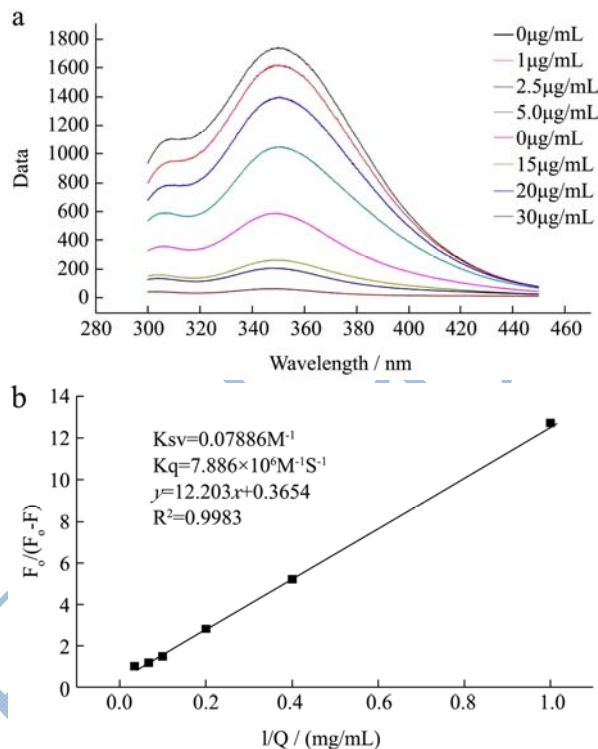 a
1800
1600
1400
1200
1000
800
600
400
200
0
Data
280 300 320 340 360 380 400 420 440 460
Wavelength / nm
0μg/mL
1μg/mL
2.5μg/mL
5.0μg/mL
0μg/mL
15μg/mL
20μg/mL
30μg/mL
b
14
12
10
8
6
4
2
0
F₀/(F₀-F)
Ksv=0.07886M⁻¹
Kq=7.886×10⁶M⁻¹S⁻¹
y=12.203x+0.3654
R²=0.9983
0.0 0.2 0.4 0.6 0.8 1.0
l/Q / (mg/mL)